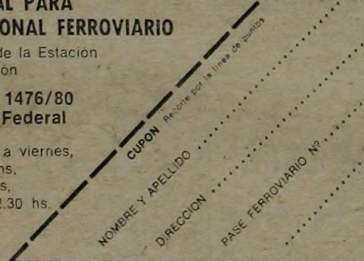 AL PARA
ONAL FERROVIARIO
de la Estación
ón
1476/80
Federal
a viernes,
hs,
s,
2.30 hs.
CUPON Recorte por la línea de puntos
NOMBRE Y APELLIDO ..........
DIRECCION ..........
PASE FERROVIARIO Nº ..........